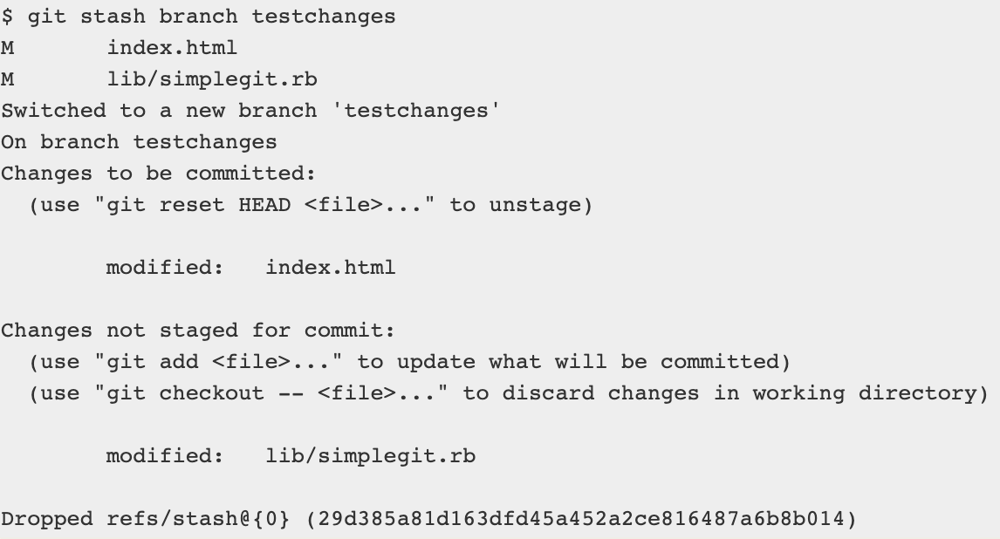 $ git stash branch testchanges
M       index.html
M       lib/simplegit.rb
Switched to a new branch 'testchanges'
On branch testchanges
Changes to be committed:
  (use "git reset HEAD <file>..." to unstage)

        modified:   index.html

Changes not staged for commit:
  (use "git add <file>..." to update what will be committed)
  (use "git checkout -- <file>..." to discard changes in working directory)

        modified:   lib/simplegit.rb

Dropped refs/stash@{0} (29d385a81d163dfd45a452a2ce816487a6b8b014)